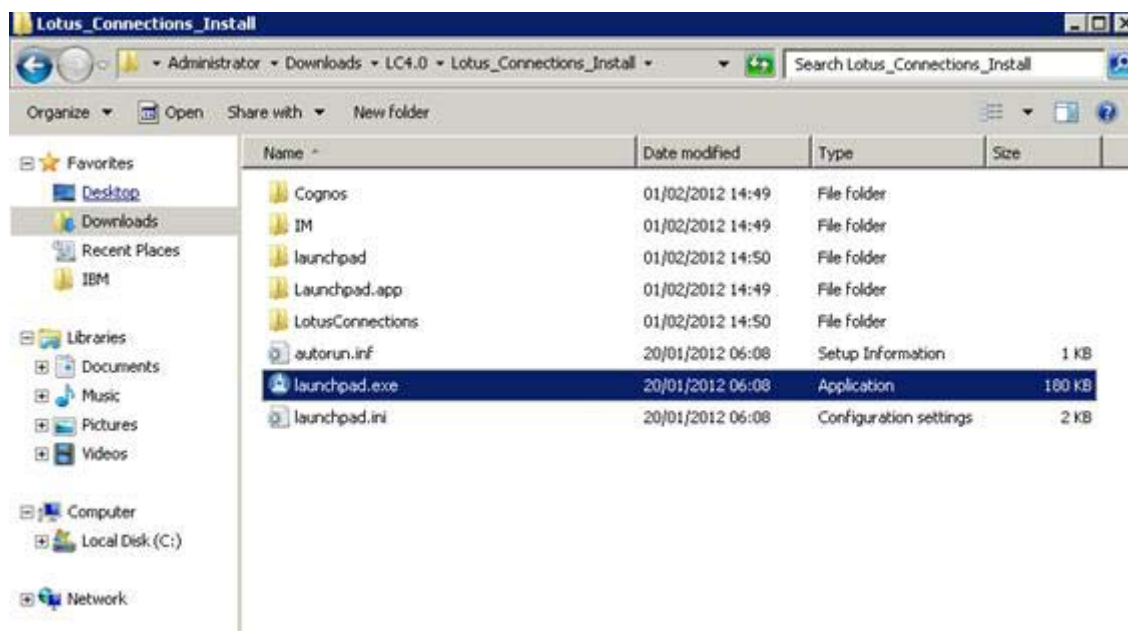 Lotus_Connections_Install
Administrator Downloads LC4.0 Lotus_Connections_Install Search Lotus_Connections_Install
Organize Open Share with New folder
Name Date modified Type Size
Favorites
Desktop
Downloads
Recent Places
IBM
Libraries
Documents
Music
Pictures
Videos
Computer
Local Disk (C:)
Network
Cognos 01/02/2012 14:49 File folder
IM 01/02/2012 14:49 File folder
launchpad 01/02/2012 14:50 File folder
Launchpad.app 01/02/2012 14:49 File folder
LotusConnections 01/02/2012 14:50 File folder
autorun.inf 20/01/2012 06:08 Setup Information 1 KB
launchpad.exe 20/01/2012 06:08 Application 180 KB
launchpad.ini 20/01/2012 06:08 Configuration settings 2 KB